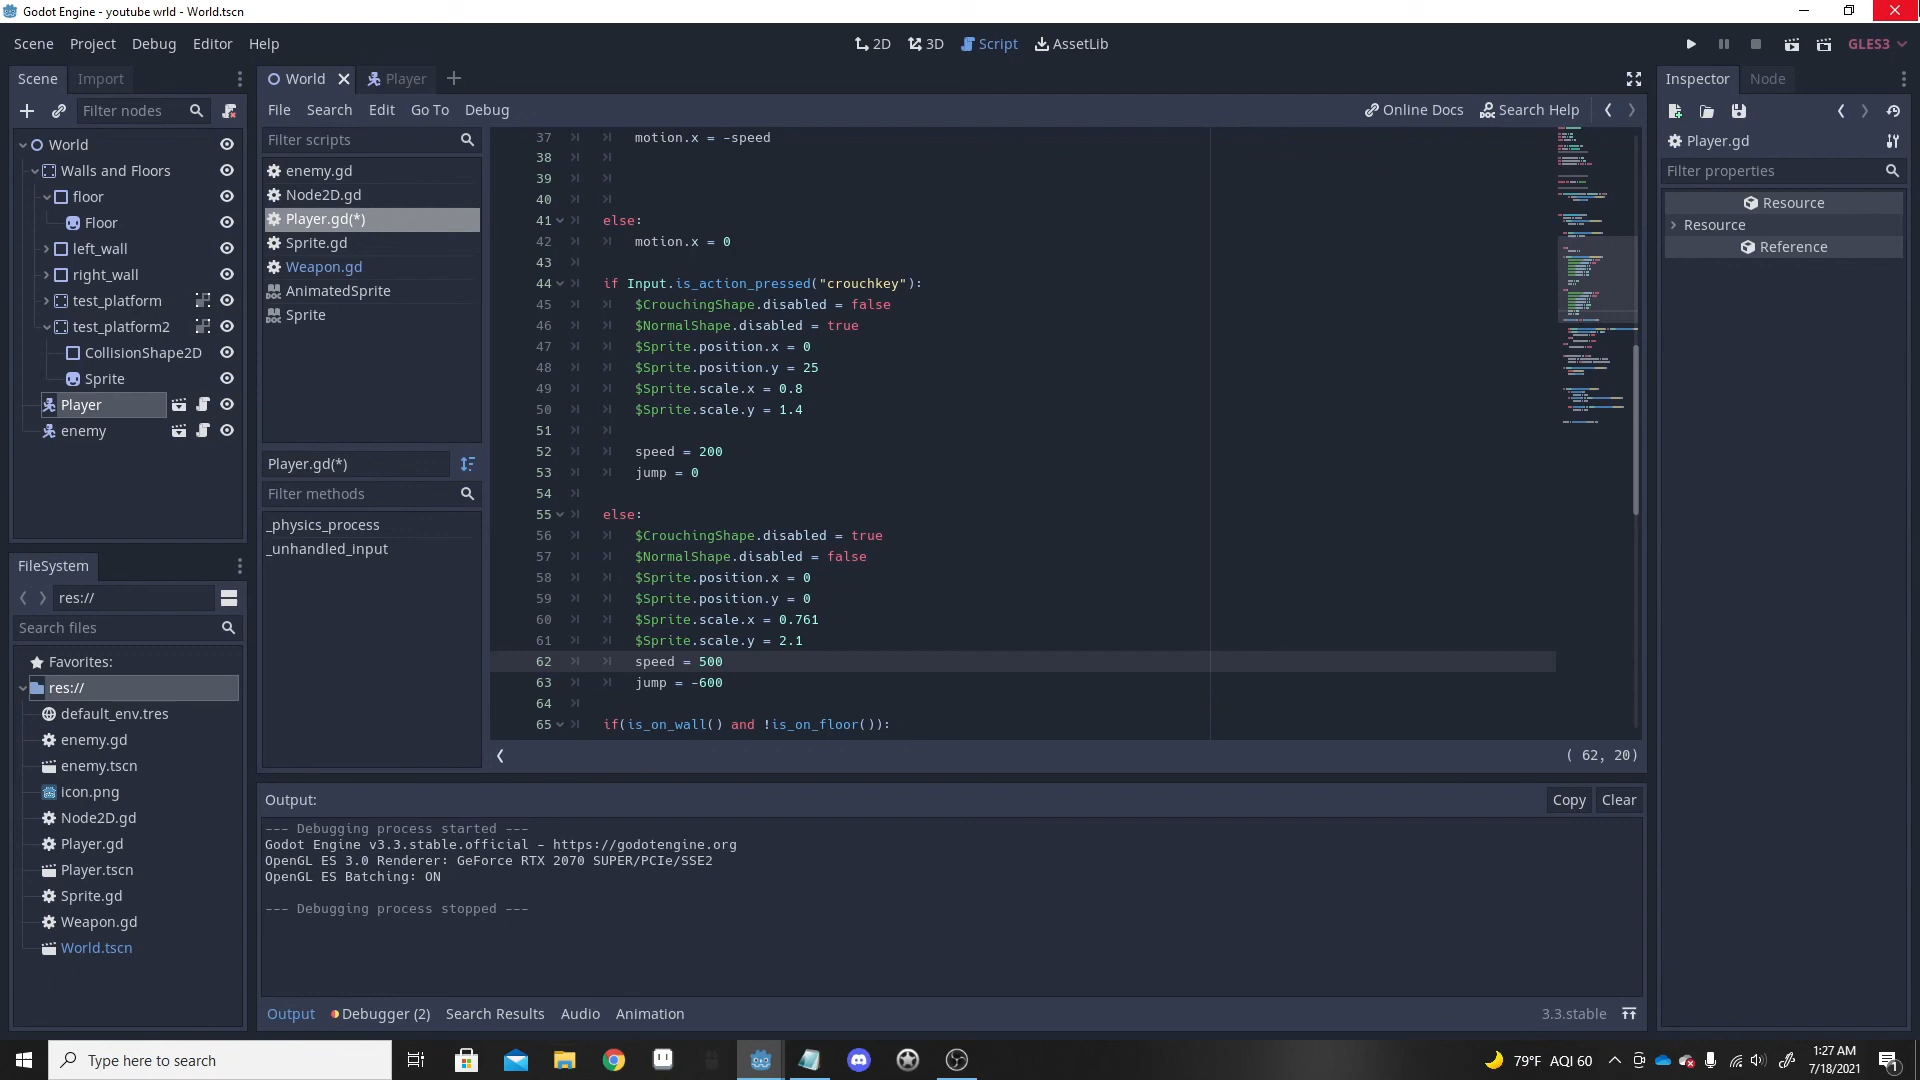 Godot Engine - youtube wrld - World.tscn
Scene Project Debug Editor Help
2D 3D Script AssetLib
GLES3
Scene Import
World Player
Inspector Node
Filter nodes
File Search Edit Go To Debug
Online Docs Search Help
Filter scripts
Player.gd
Filter properties
Resource
Resource
Reference
World
Walls and Floors
floor
Floor
left_wall
right_wall
test_platform
test_platform2
CollisionShape2D
Sprite
Player
enemy
enemy.gd
Node2D.gd
Player.gd(*)
Sprite.gd
Weapon.gd
AnimatedSprite
Sprite
Player.gd(*)
Filter methods
_physics_process
_unhandled_input
37 motion.x = -speed
38
39
40
41 else:
42 motion.x = 0
43
44 if Input.is_action_pressed("crouchkey"):
45 $CrouchingShape.disabled = false
46 $NormalShape.disabled = true
47 $Sprite.position.x = 0
48 $Sprite.position.y = 25
49 $Sprite.scale.x = 0.8
50 $Sprite.scale.y = 1.4
51
52 speed = 200
53 jump = 0
54
55 else:
56 $CrouchingShape.disabled = true
57 $NormalShape.disabled = false
58 $Sprite.position.x = 0
59 $Sprite.position.y = 0
60 $Sprite.scale.x = 0.761
61 $Sprite.scale.y = 2.1
62 speed = 500
63 jump = -600
64
65 if(is_on_wall() and !is_on_floor()):
( 62, 20)
FileSystem
res://
Search files
Favorites:
res://
default_env.tres
enemy.gd
enemy.tscn
icon.png
Node2D.gd
Player.gd
Player.tscn
Sprite.gd
Weapon.gd
World.tscn
Output:
Copy Clear
--- Debugging process started ---
Godot Engine v3.3.stable.official - https://godotengine.org
OpenGL ES 3.0 Renderer: GeForce RTX 2070 SUPER/PCIe/SSE2
OpenGL ES Batching: ON
--- Debugging process stopped ---
Output Debugger (2) Search Results Audio Animation
3.3.stable
Type here to search
79°F AQI 60
1:27 AM
7/18/2021
1